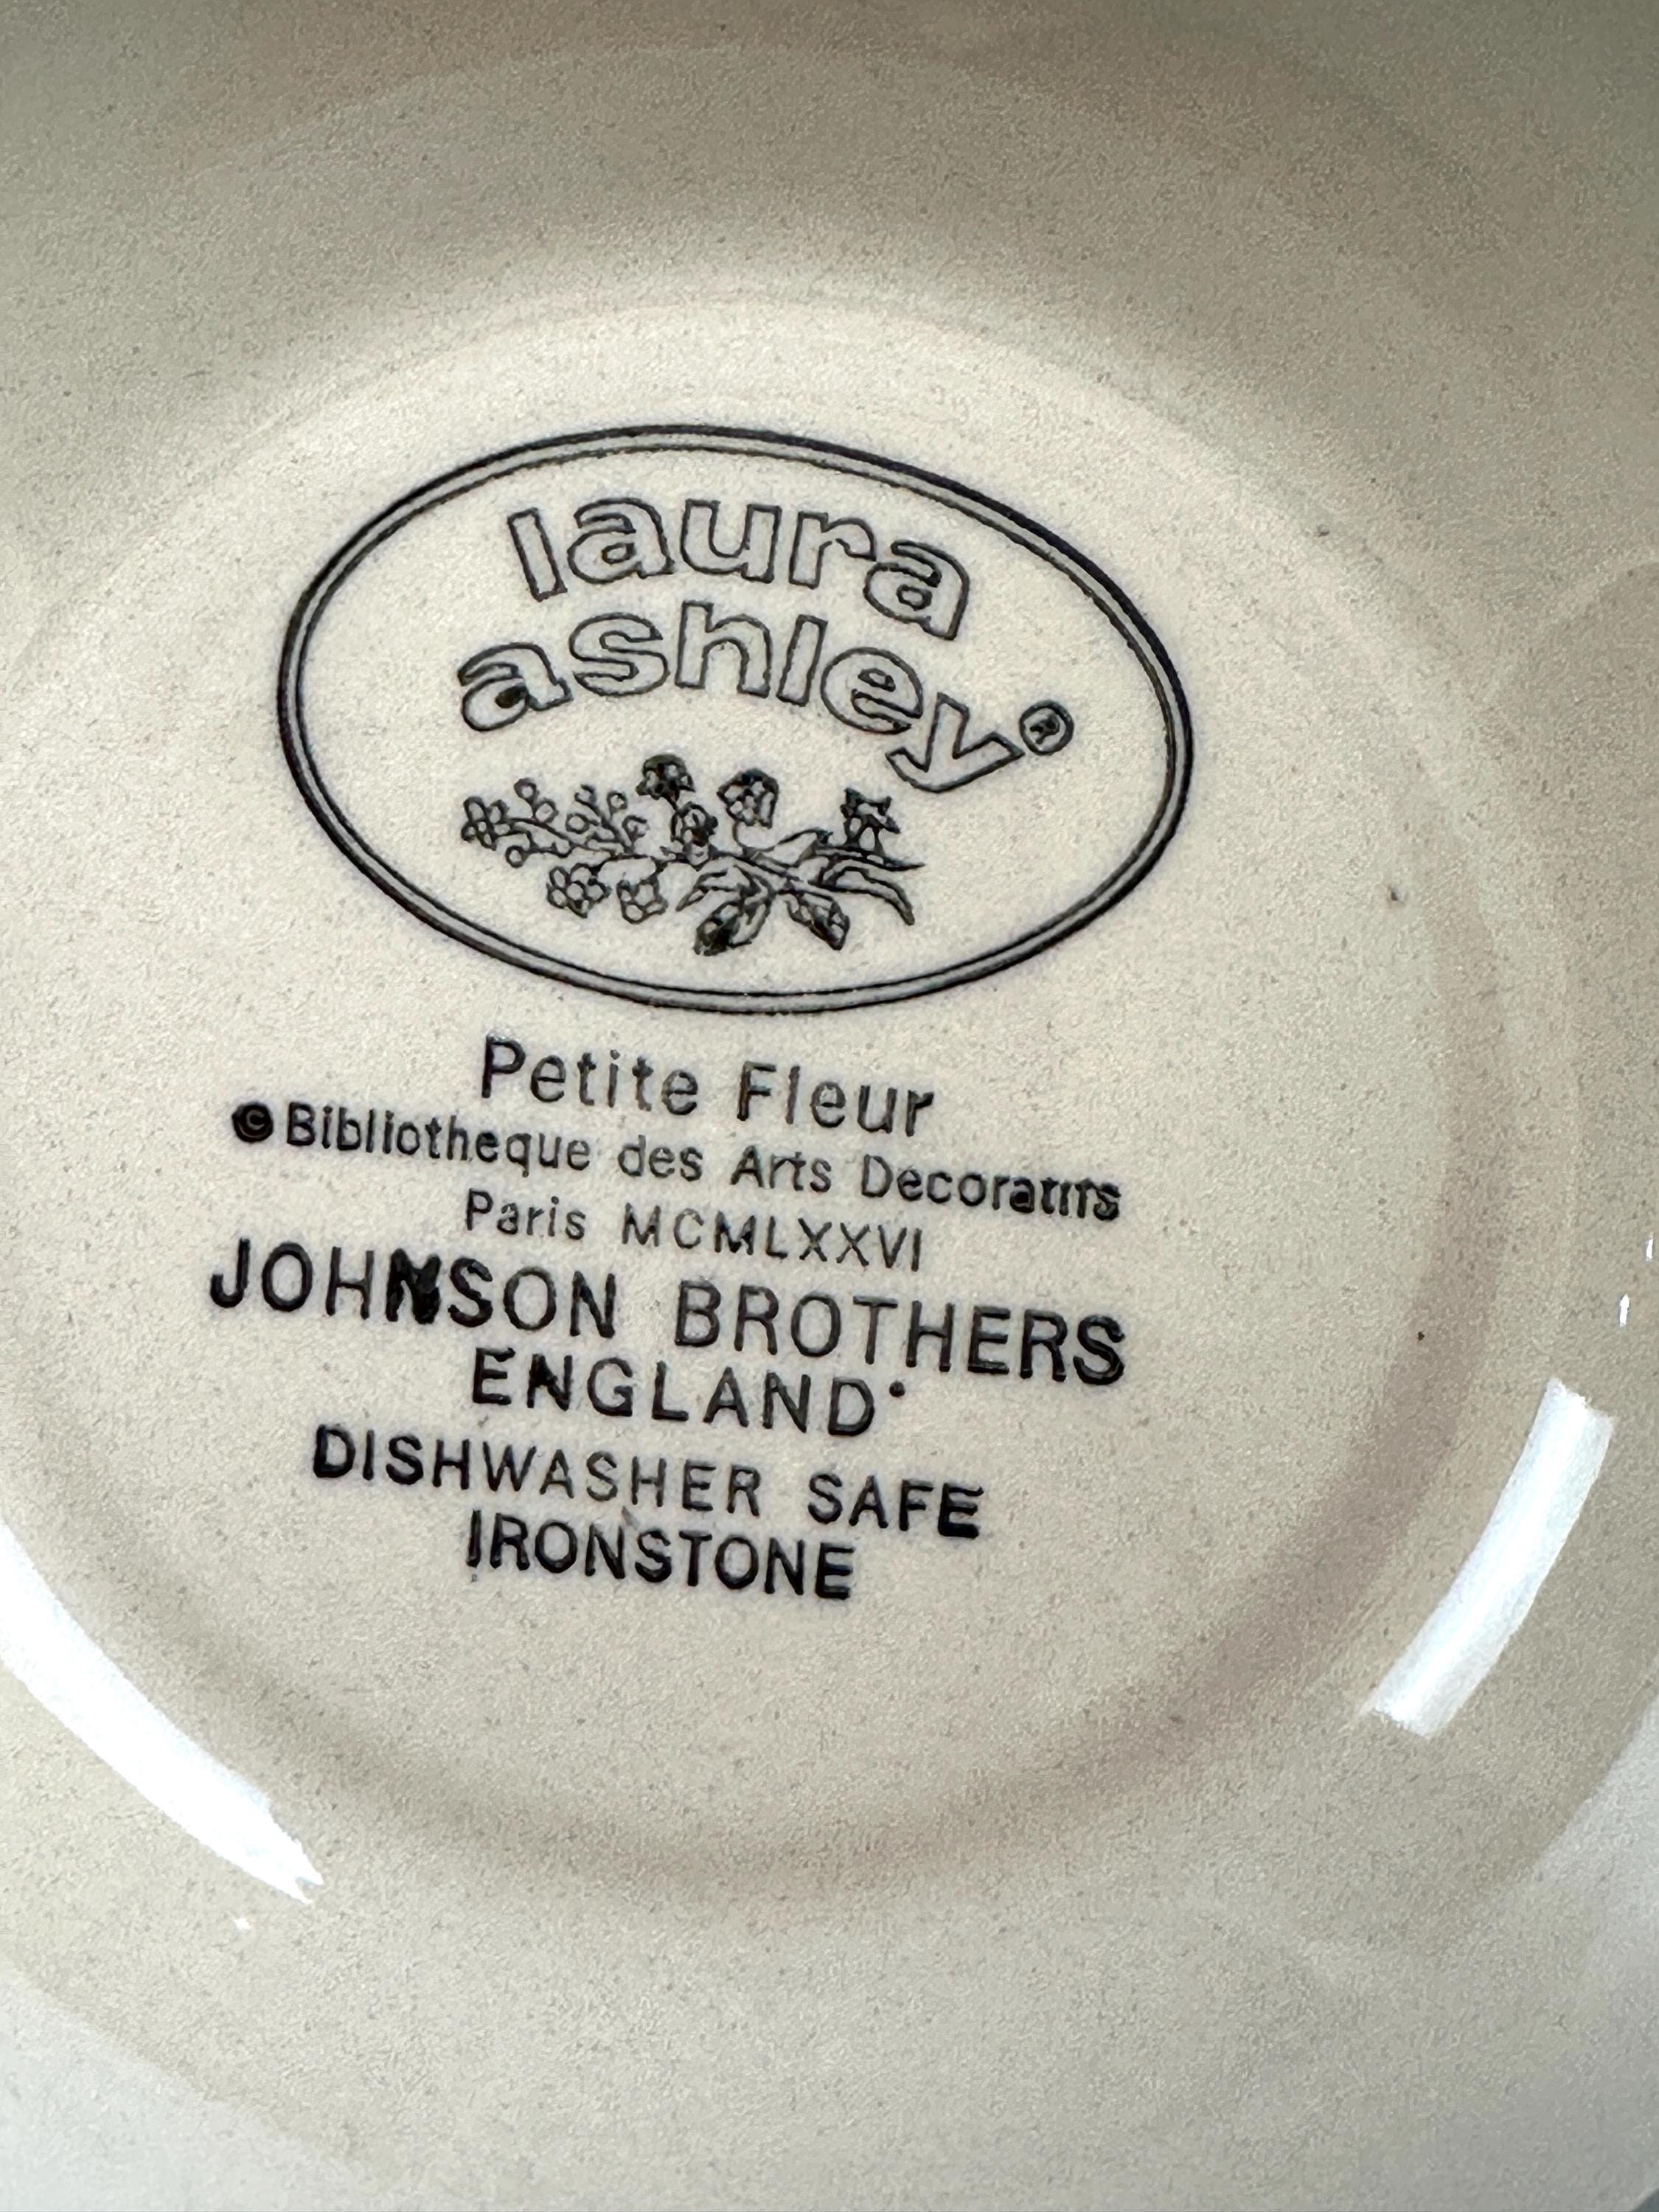 laura
ashley®
Petite Fleur
©Bibliotheque des Arts Decoratifs
Paris MCMLXXVI
JOHNSON BROTHERS
ENGLAND
DISHWASHER SAFE
IRONSTONE